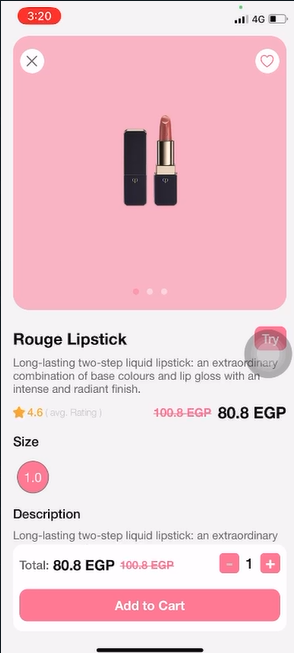 3:20
4G
Rouge Lipstick
Try
Long-lasting two-step liquid lipstick: an extraordinary
combination of base colours and lip gloss with an
intense and radiant finish.
4.6 ( avg. Rating )
100.8 EGP 80.8 EGP
Size
1.0
Description
Long-lasting two-step liquid lipstick: an extraordinary
Total: 80.8 EGP 100.8 EGP
- 1 +
Add to Cart